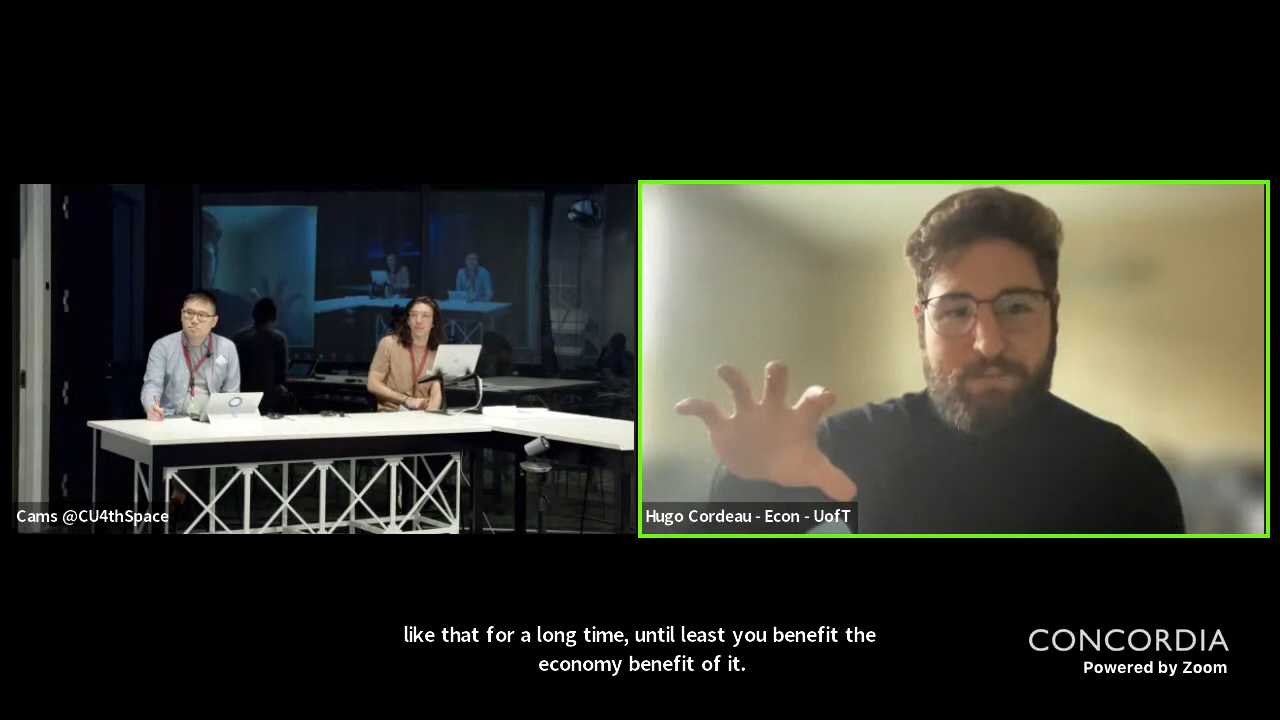 Cams @CU4thSpace
Hugo Cordeau - Econ - UofT
like that for a long time, until least you benefit the
economy benefit of it.
CONCORDIA
Powered by Zoom